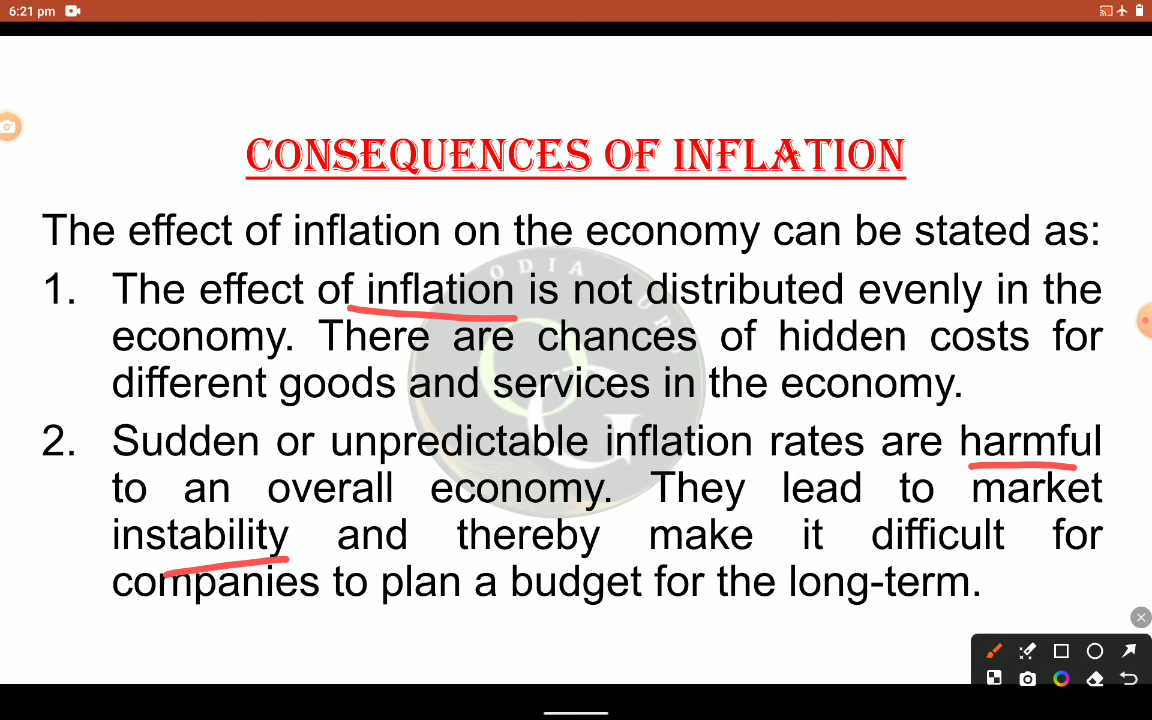 6:21 pm
CONSEQUENCES OF INFLATION
The effect of inflation on the economy can be stated as:
1. The effect of inflation is not distributed evenly in the
economy. There are chances of hidden costs for
different goods and services in the economy.
2. Sudden or unpredictable inflation rates are harmful
to an overall economy. They lead to market
instability and thereby make it difficult for
companies to plan a budget for the long-term.
ODIA
OG